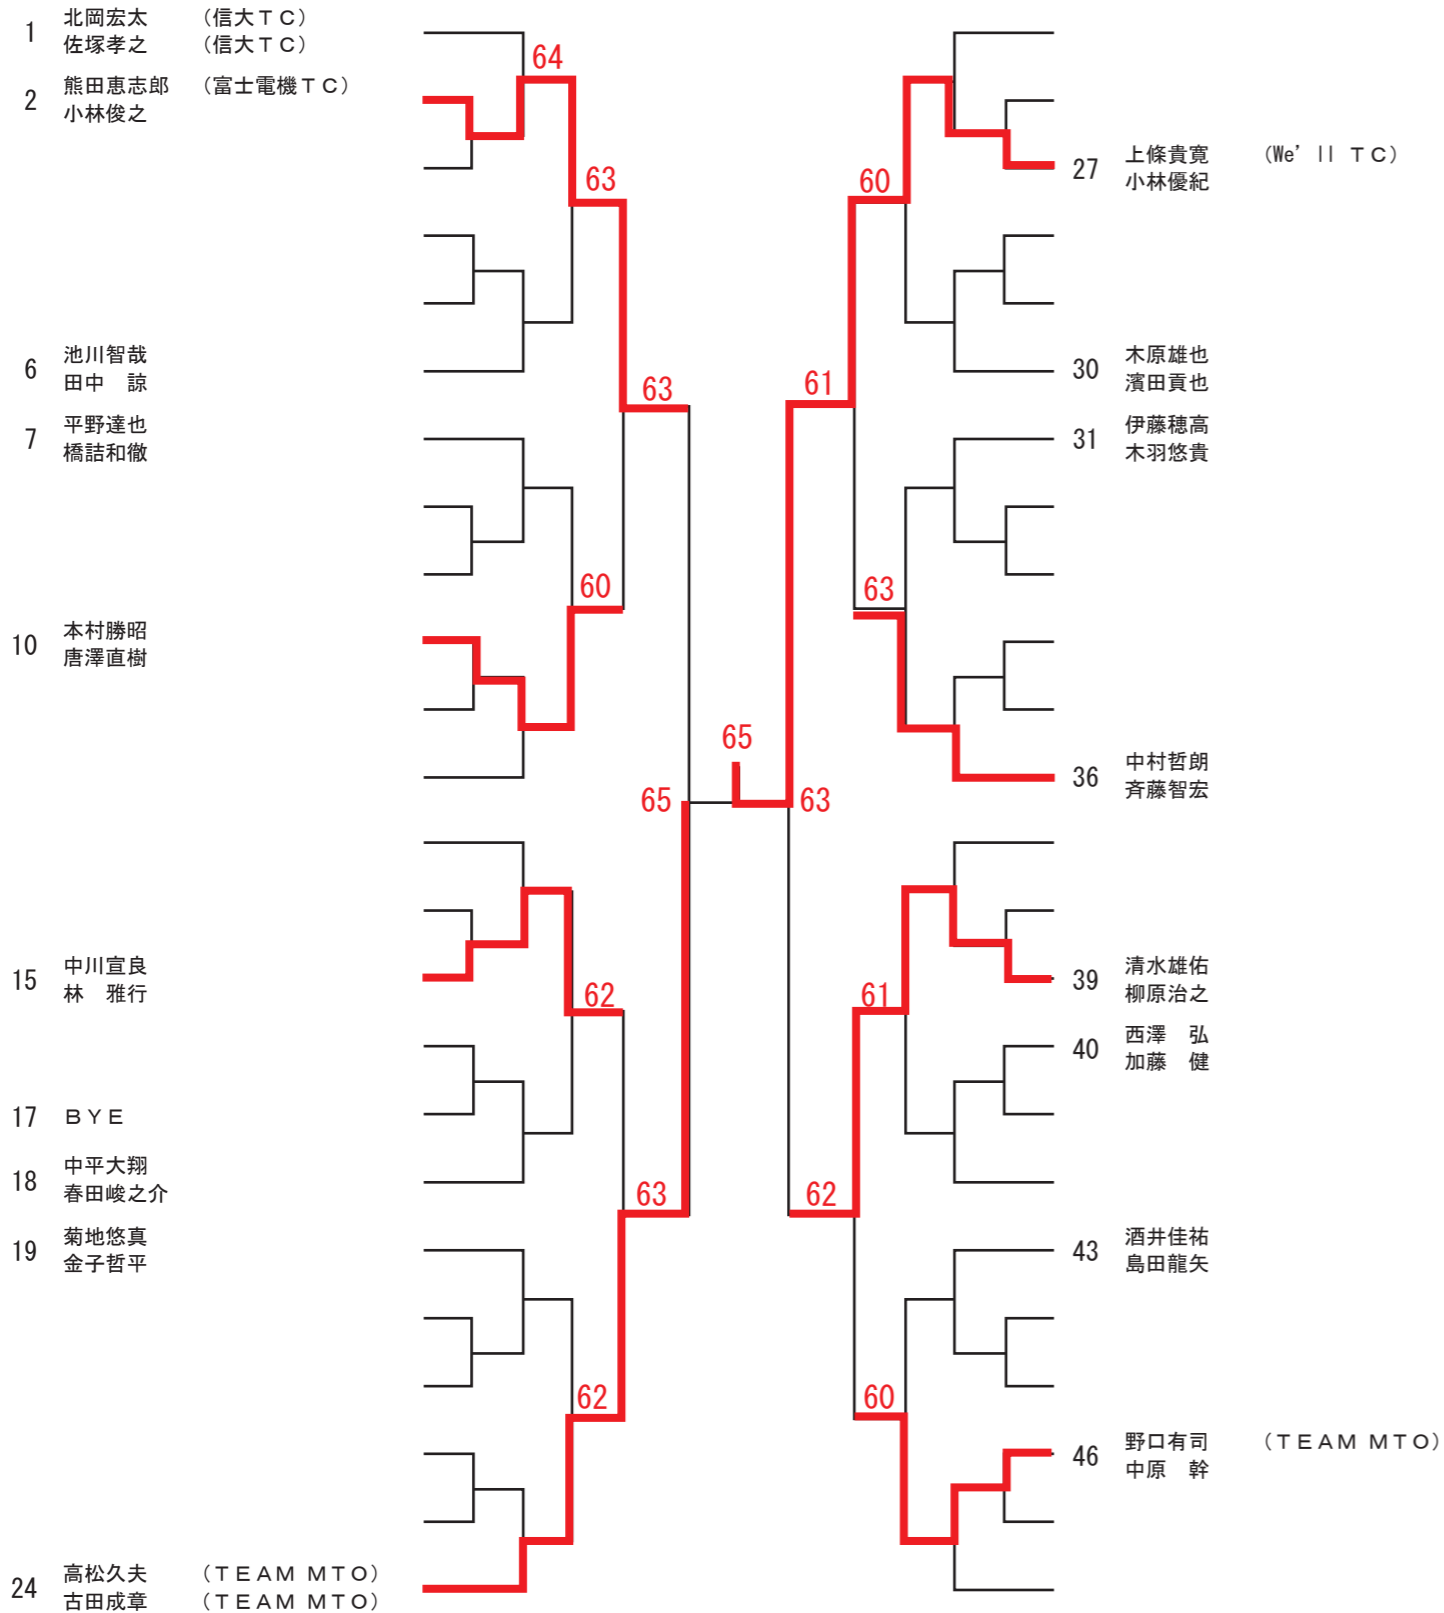 1 北岡宏太 （信大ＴＣ）
佐塚孝之 （信大ＴＣ）
2 熊田恵志郎 （富士電機ＴＣ）
小林俊之
6 池川智哉
田中　諒
7 平野達也
橋詰和徹
10 本村勝昭
唐澤直樹
15 中川宣良
林　雅行
17 ＢＹＥ
18 中平大翔
春田峻之介
19 菊地悠真
金子哲平
24 高松久夫 （ＴＥＡＭ ＭＴＯ）
古田成章 （ＴＥＡＭ ＭＴＯ）
64
63
63
60
65
62
63
62
65
63
60
61
63
61
62
60
27 上條貴寛 （We’ll ＴＣ）
小林優紀
30 木原雄也
濱田貢也
31 伊藤穂高
木羽悠貴
36 中村哲朗
斉藤智宏
39 清水雄佑
柳原治之
40 西澤　弘
加藤　健
43 酒井佳祐
島田龍矢
46 野口有司 （ＴＥＡＭ ＭＴＯ）
中原　幹